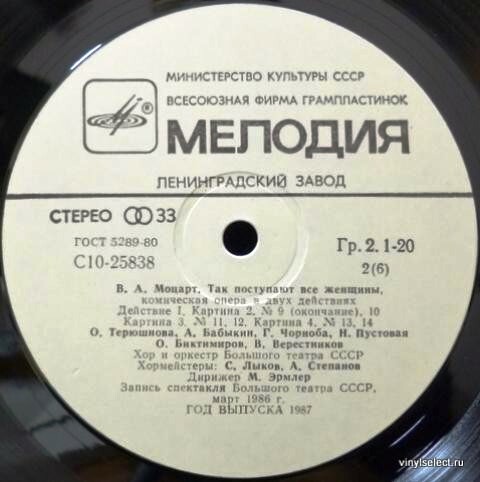 МИНИСТЕРСТВО КУЛЬТУРЫ СССР
ВСЕСОЮЗНАЯ ФИРМА ГРАМПЛАСТИНОК
®
МЕЛОДИЯ
ЛЕНИНГРАДСКИЙ ЗАВОД
СТЕРЕО 33
ГОСТ 5289-80
Гр. 2. 1-20
С10-25838
2(6)
В. А. Моцарт, Так поступают все женщины,
комическая опера в двух действиях
Действие 1, Картина 2, № 9 (окончание), 10
Картина 3. № 11, 12. Картина 4. № 13, 14
О. Терюшнова, А. Бабыкин, Г. Чорноба, Н. Пустовая
О. Биктимиров, В. Верестников
Хор и оркестр Большого театра СССР
Хормейстеры: С. Лыков, А. Степанов
Дирижер М. Эрмлер
Запись спектакля Большого театра СССР,
март 1986 г.
ГОД ВЫПУСКА 1987
vinylselect.ru